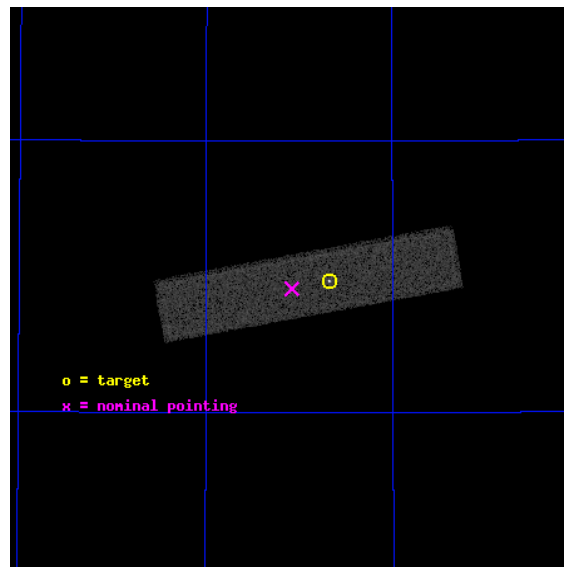 o = target
x = nominal pointing